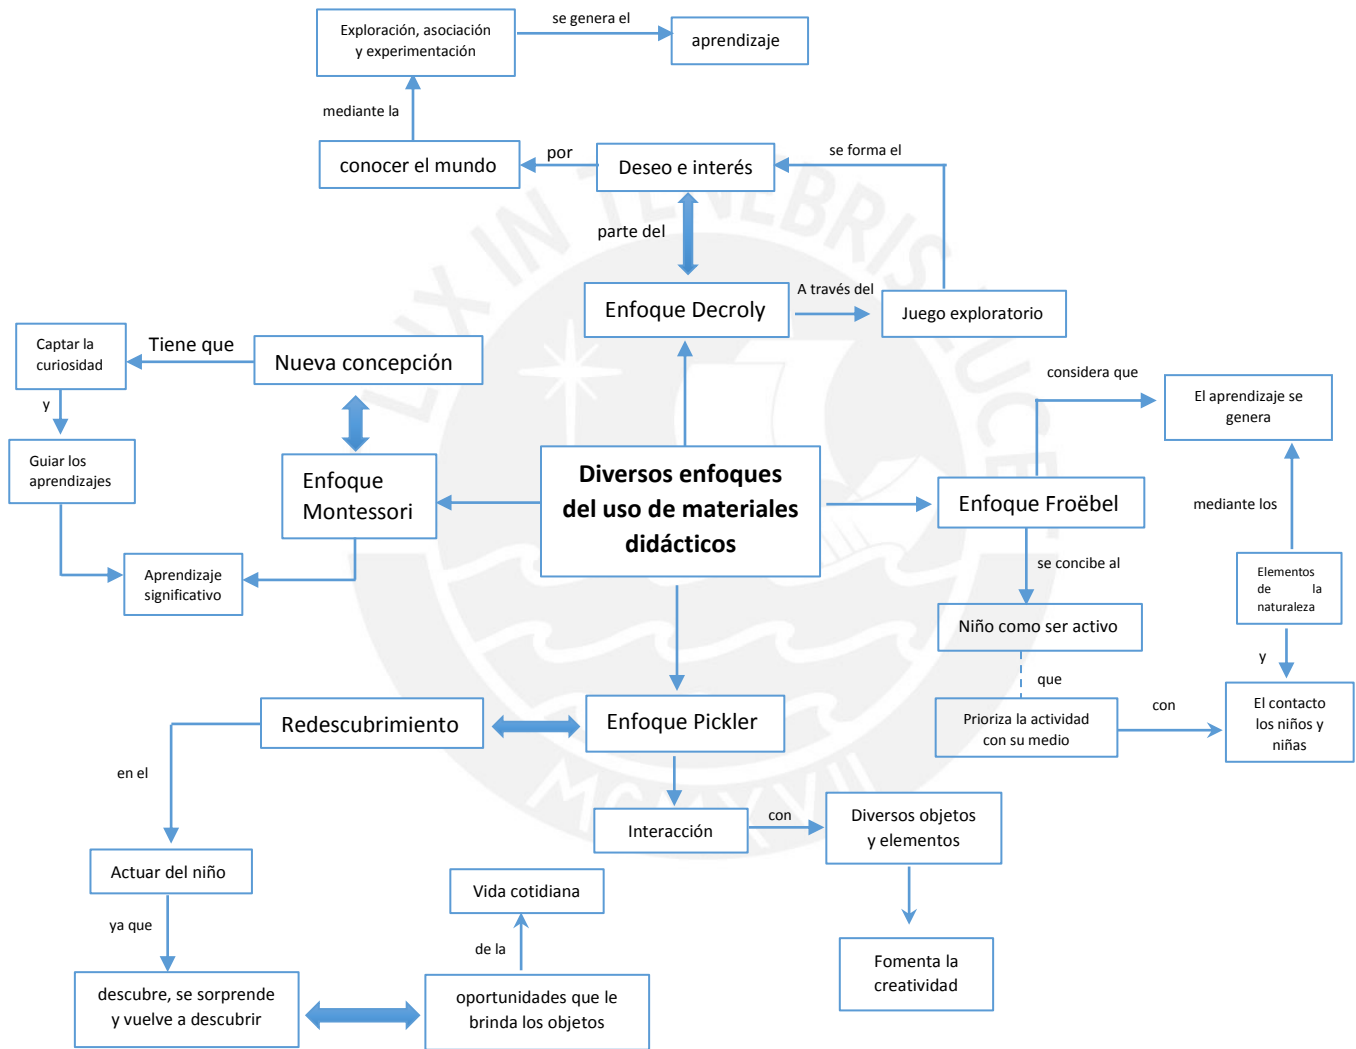 se genera el
Exploración, asociación
y experimentación
aprendizaje
mediante la
por
se forma el
conocer el mundo
Deseo e interés
parte del
A través del
Enfoque Decroly
Juego exploratorio
Captar la
curiosidad
Tiene que
Nueva concepción
considera que
El aprendizaje se
genera
y
Guiar los
aprendizajes
Enfoque
Montessori
Diversos enfoques
del uso de materiales
didácticos
Enfoque Froëbel
mediante los
se concibe al
Aprendizaje
significativo
Elementos
de la
naturaleza
Niño como ser activo
y
que
Redescubrimiento
Enfoque Pickler
Prioriza la actividad
con su medio
con
El contacto
los niños y
niñas
en el
Interacción
con
Diversos objetos
y elementos
Actuar del niño
Vida cotidiana
ya que
de la
Fomenta la
creatividad
descubre, se sorprende
y vuelve a descubrir
oportunidades que le
brinda los objetos
LUX IN TENEBRIS LUCET
MCMXVII